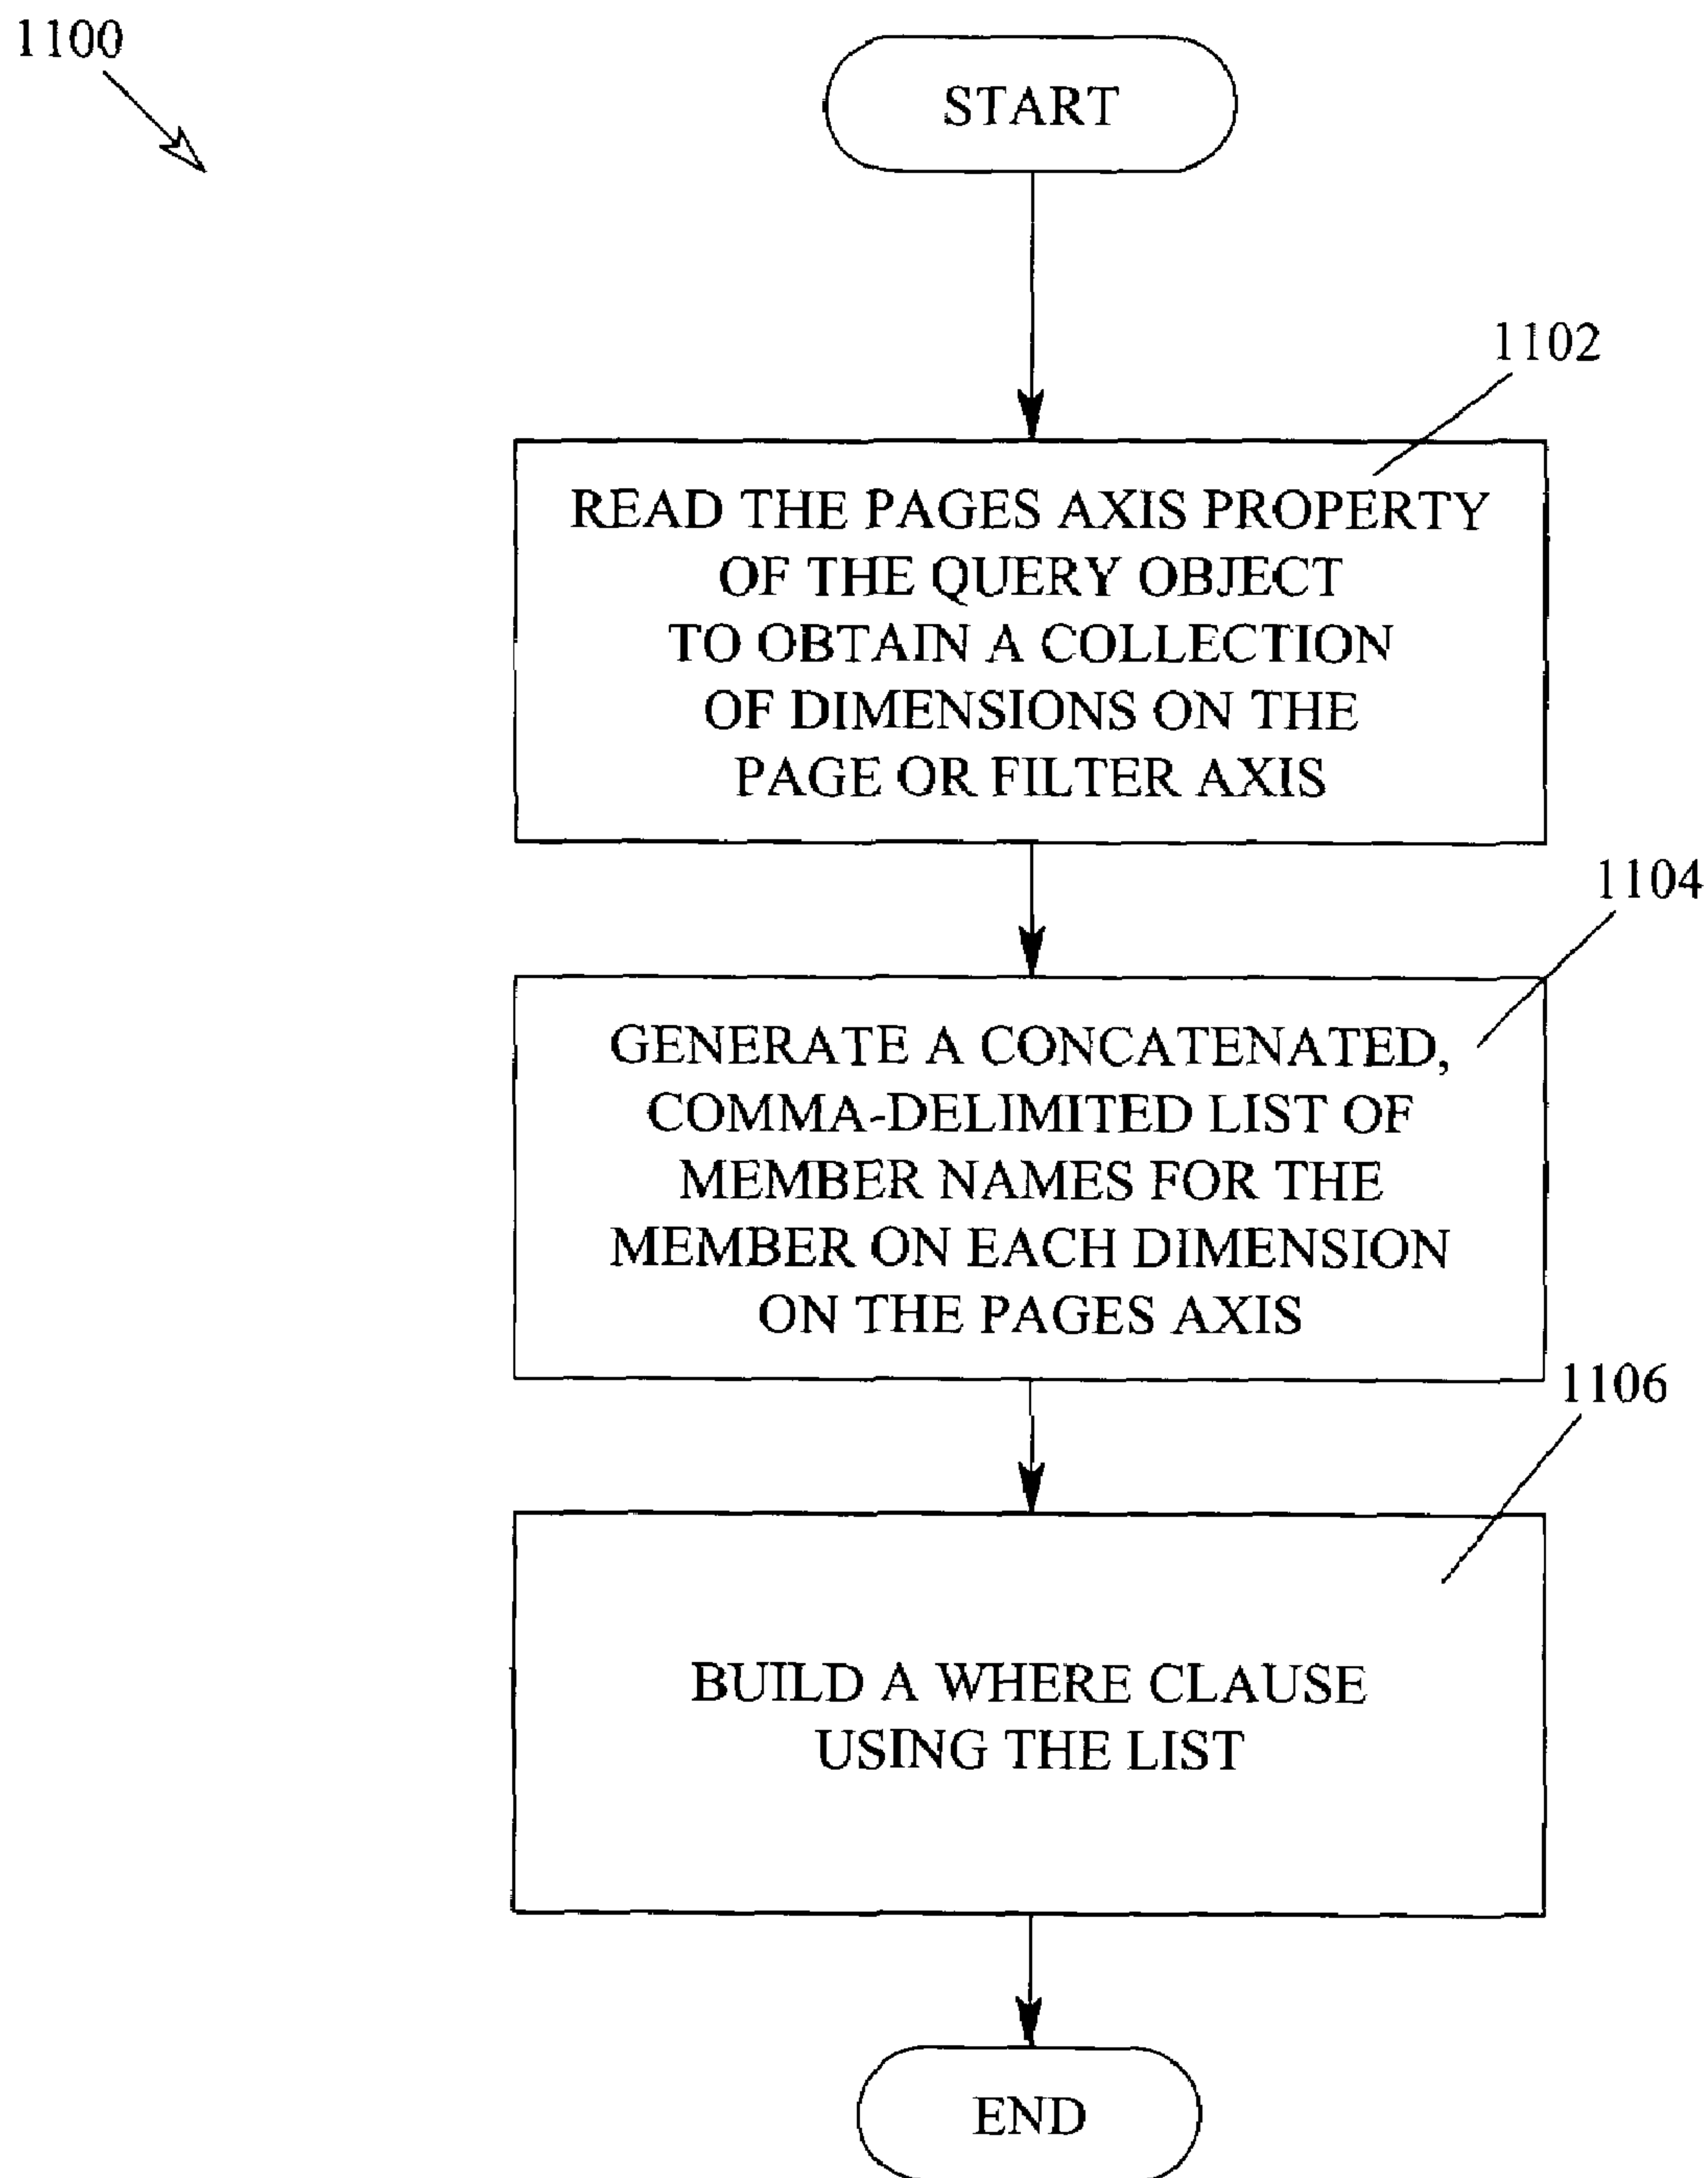 1100
START
1102
READ THE PAGES AXIS PROPERTY
OF THE QUERY OBJECT
TO OBTAIN A COLLECTION
OF DIMENSIONS ON THE
PAGE OR FILTER AXIS
1104
GENERATE A CONCATENATED,
COMMA-DELIMITED LIST OF
MEMBER NAMES FOR THE
MEMBER ON EACH DIMENSION
ON THE PAGES AXIS
1106
BUILD A WHERE CLAUSE
USING THE LIST
END